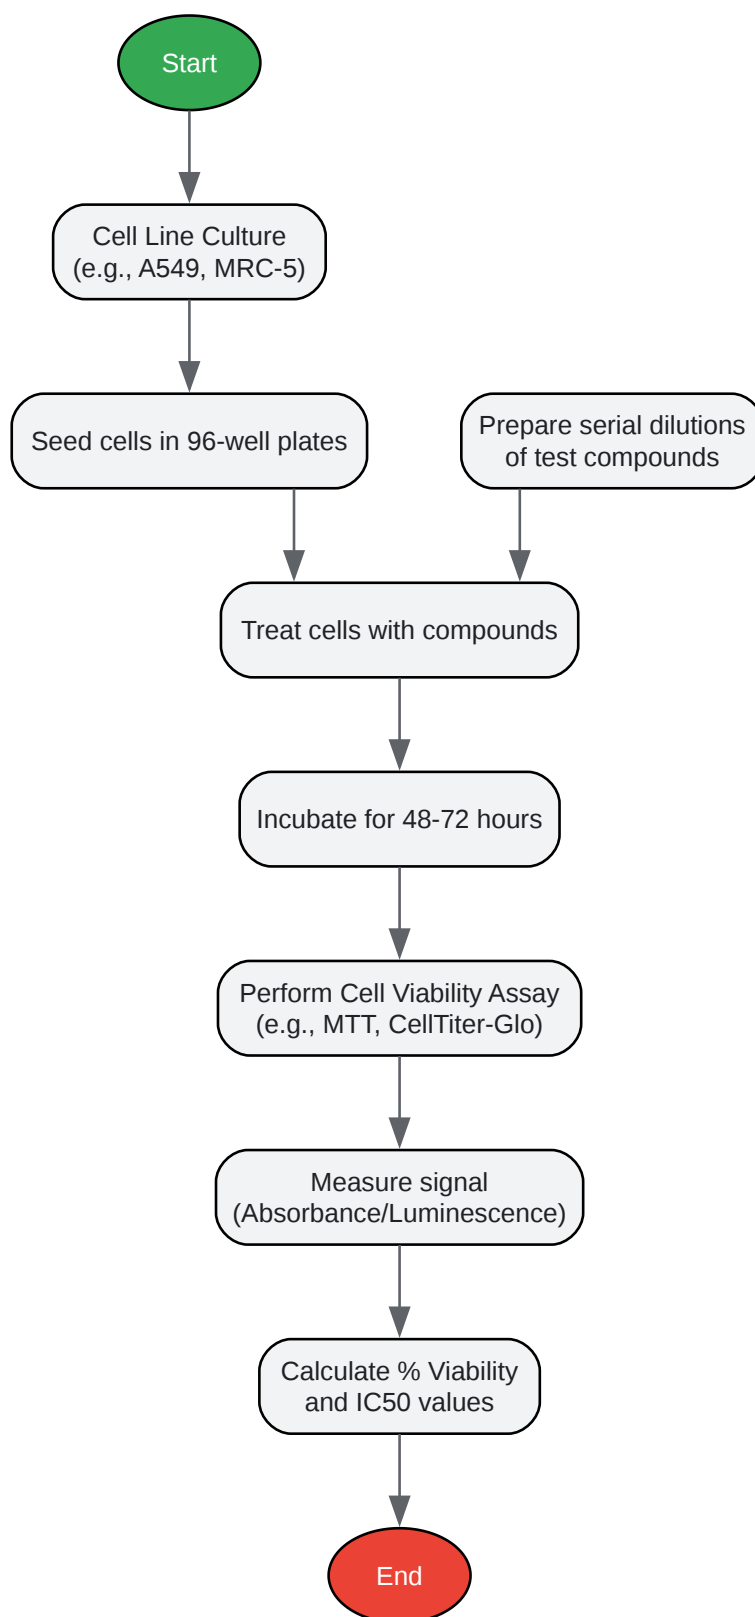 Start
Cell Line Culture
(e.g., A549, MRC-5)
Seed cells in 96-well plates
Prepare serial dilutions
of test compounds
Treat cells with compounds
Incubate for 48-72 hours
Perform Cell Viability Assay
(e.g., MTT, CellTiter-Glo)
Measure signal
(Absorbance/Luminescence)
Calculate % Viability
and IC50 values
End